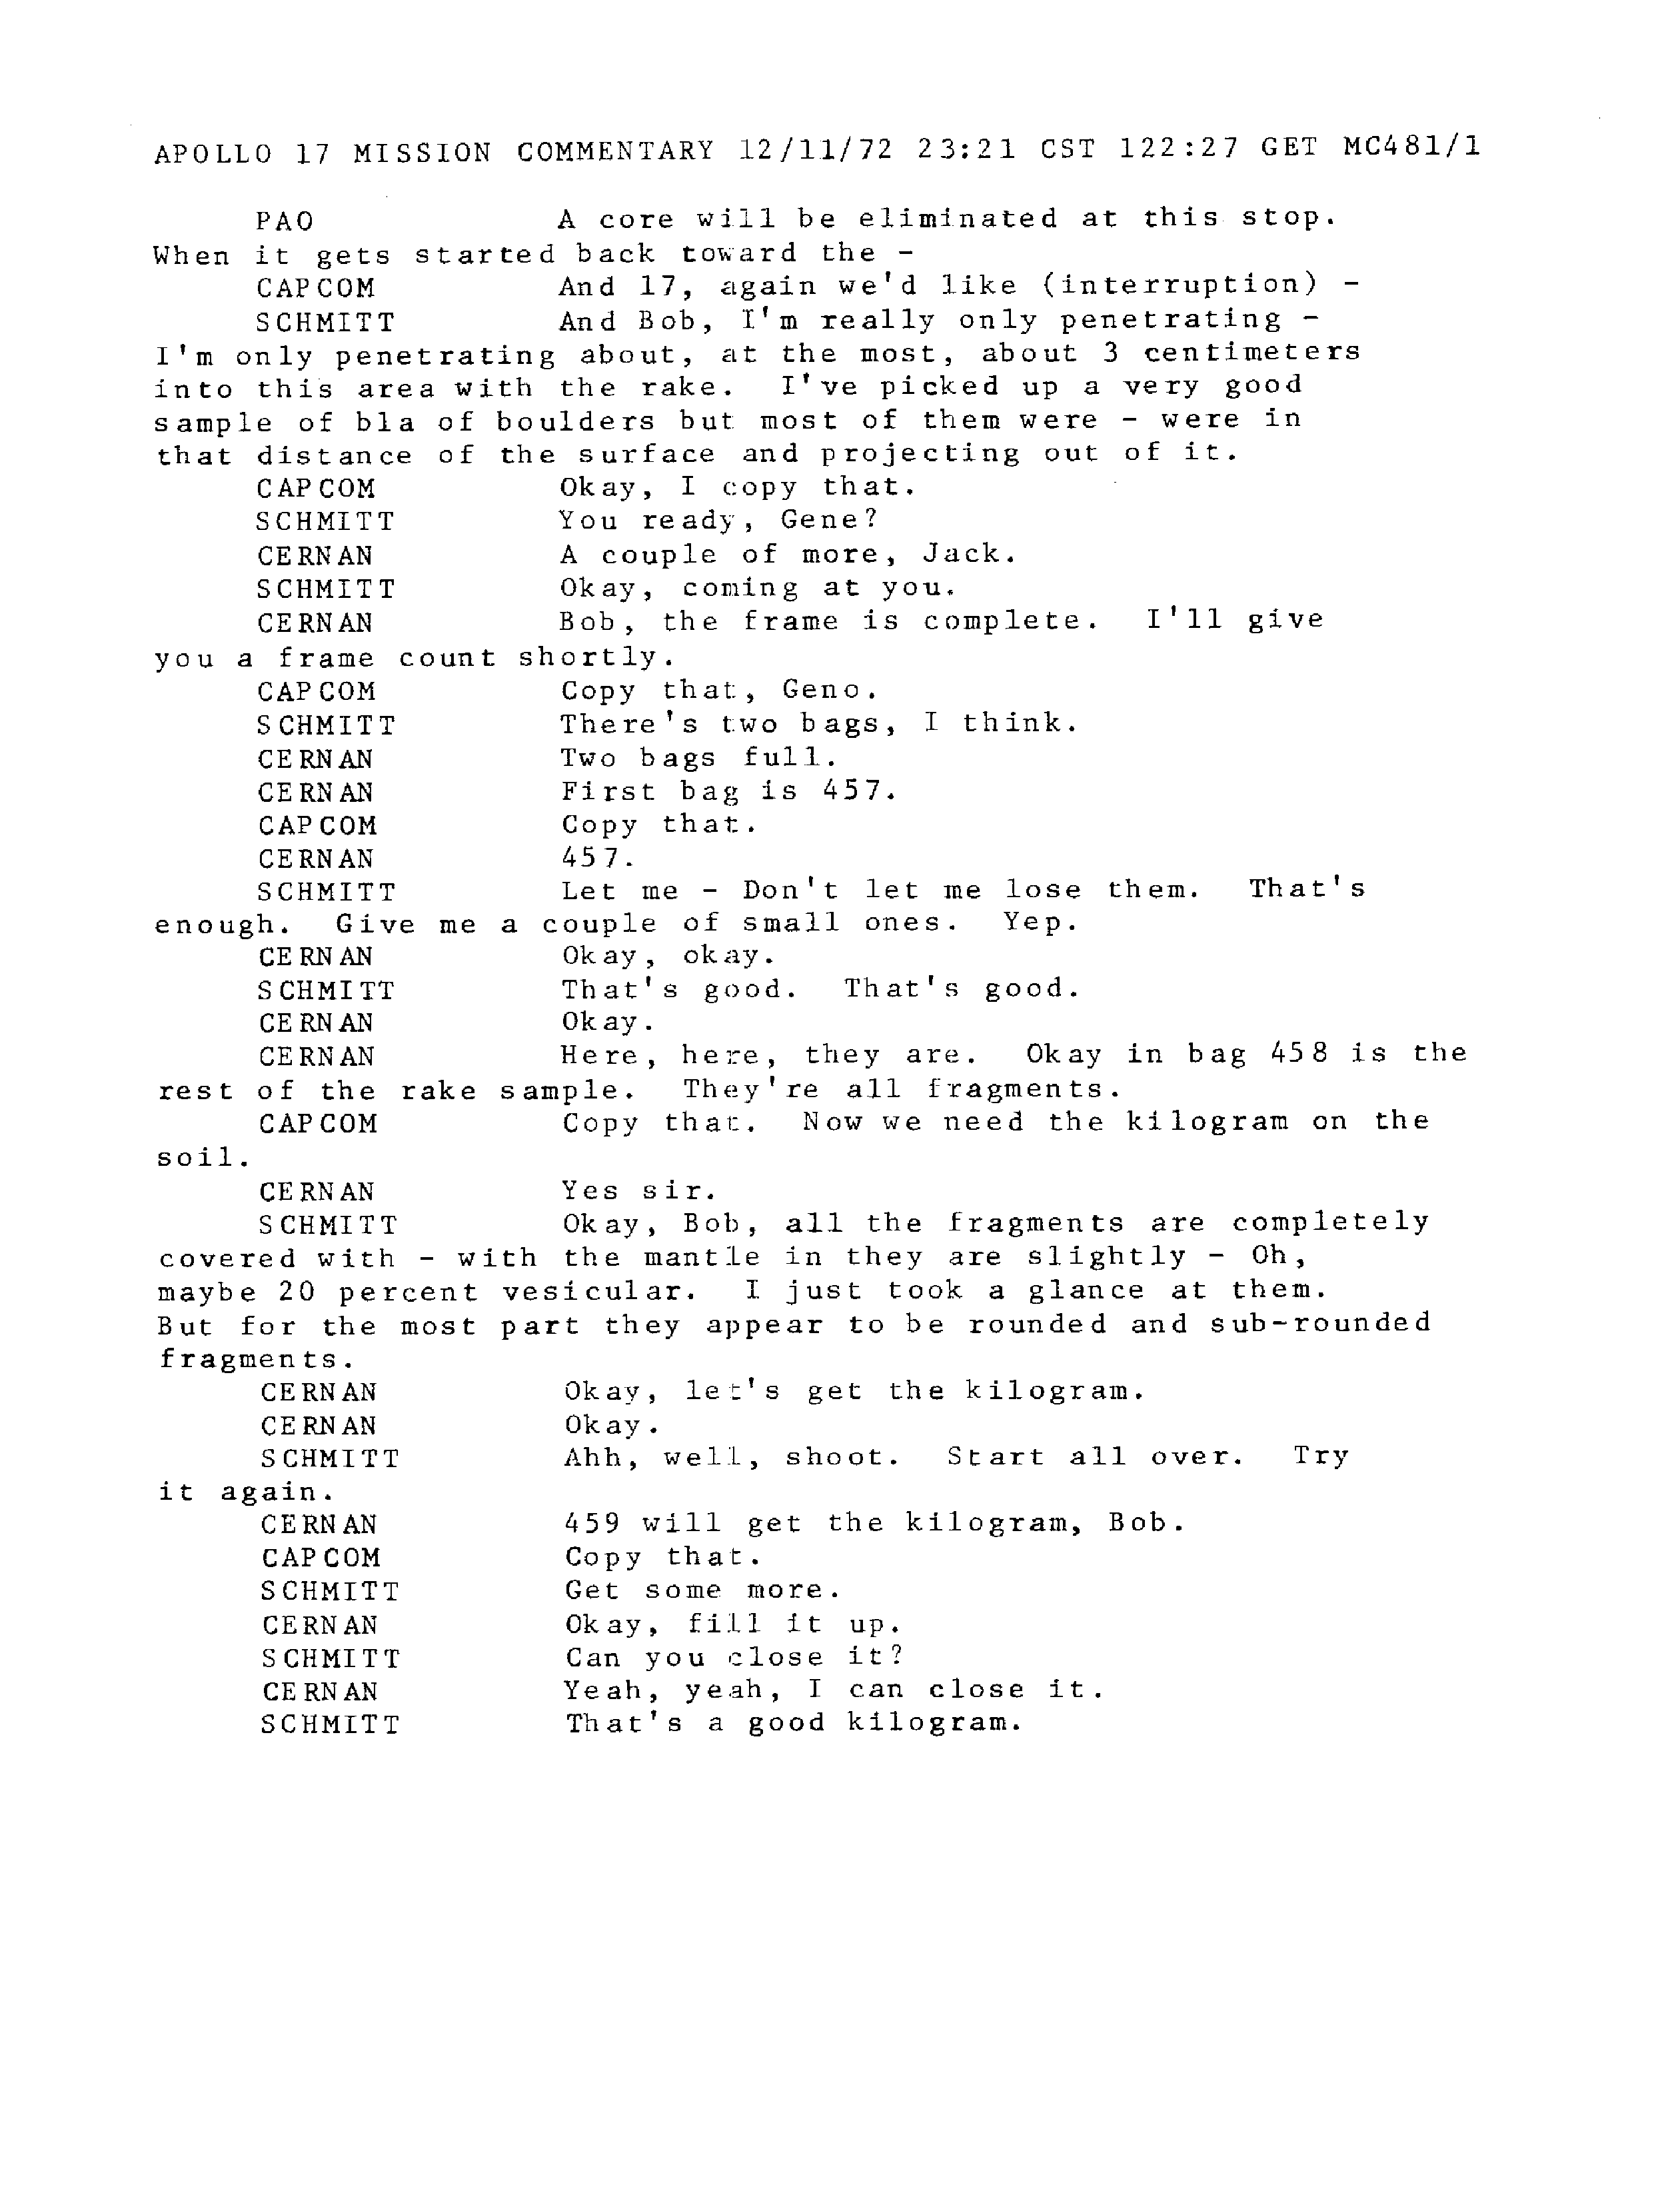 APOLLO 17 MISSION COMMENTARY 12/11/72 23:21 CST 122:27 GET MC481/1
PAO A core will be eliminated at this stop.
When it gets started back toward the -
CAPCOM And 17, again we'd like (interruption) -
SCHMITT And Bob, I'm really only penetrating -
I'm only penetrating about, at the most, about 3 centimeters
into this area with the rake. I've picked up a very good
sample of bla of boulders but most of them were - were in
that distance of the surface and projecting out of it.
CAPCOM Okay, I copy that.
SCHMITT You ready, Gene?
CERNAN A couple of more, Jack.
SCHMITT Okay, coming at you.
CERNAN Bob, the frame is complete. I'll give
you a frame count shortly.
CAPCOM Copy that, Geno.
SCHMITT There's two bags, I think.
CERNAN Two bags full.
CERNAN First bag is 457.
CAPCOM Copy that.
CERNAN 457.
SCHMITT Let me - Don't let me lose them. That's
enough. Give me a couple of small ones. Yep.
CERNAN Okay, okay.
SCHMITT That's good. That's good.
CERNAN Okay.
CERNAN Here, here, they are. Okay in bag 458 is the
rest of the rake sample. They're all fragments.
CAPCOM Copy that. Now we need the kilogram on the
soil.
CERNAN Yes sir.
SCHMITT Okay, Bob, all the fragments are completely
covered with - with the mantle in they are slightly - Oh,
maybe 20 percent vesicular. I just took a glance at them.
But for the most part they appear to be rounded and sub-rounded
fragments.
CERNAN Okay, let's get the kilogram.
CERNAN Okay.
SCHMITT Ahh, well, shoot. Start all over. Try
it again.
CERNAN 459 will get the kilogram, Bob.
CAPCOM Copy that.
SCHMITT Get some more.
CERNAN Okay, fill it up.
SCHMITT Can you close it?
CERNAN Yeah, yeah, I can close it.
SCHMITT That's a good kilogram.